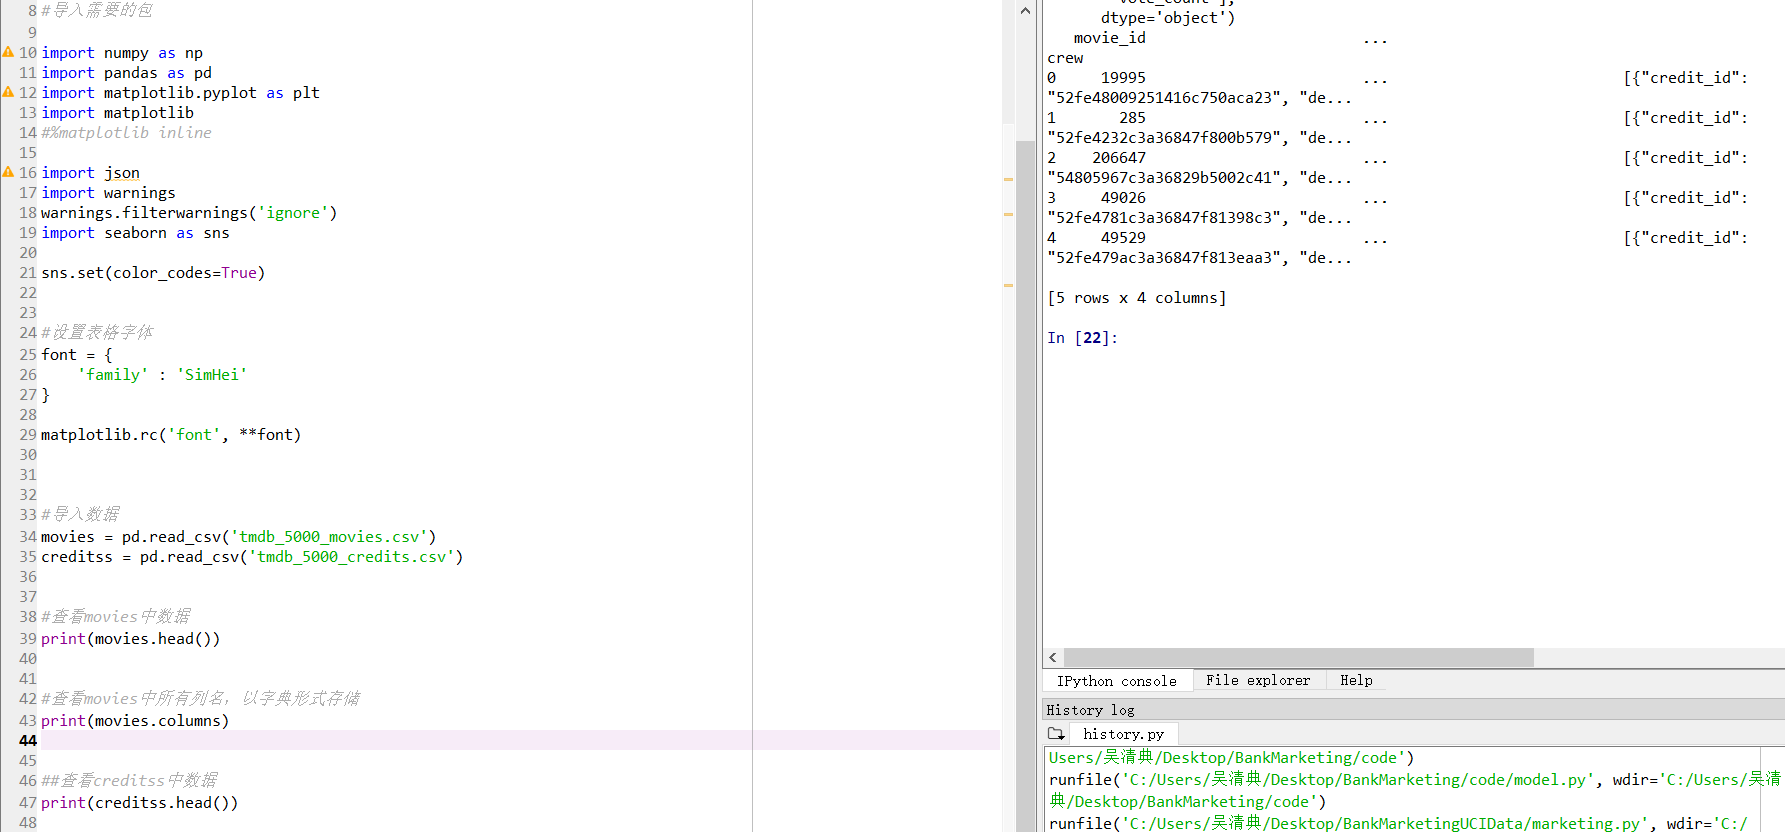 8 #导入需要的包
9
10 import numpy as np
11 import pandas as pd
12 import matplotlib.pyplot as plt
13 import matplotlib
14 #%matplotlib inline
15
16 import json
17 import warnings
18 warnings.filterwarnings('ignore')
19 import seaborn as sns
20
21 sns.set(color_codes=True)
22
23
24 #设置表格字体
25 font = {
26     'family' : 'SimHei'
27 }
28
29 matplotlib.rc('font', **font)
30
31
32
33 #导入数据
34 movies = pd.read_csv('tmdb_5000_movies.csv')
35 creditss = pd.read_csv('tmdb_5000_credits.csv')
36
37
38 #查看movies中数据
39 print(movies.head())
40
41
42 #查看movies中所有列名，以字典形式存储
43 print(movies.columns)
44
45
46 ##查看creditss中数据
47 print(creditss.head())
48
'vote_count'],
      dtype='object')
   movie_id                        ...
crew
0     19995                        ...                          [{"credit_id":
"52fe48009251416c750aca23", "de...
1       285                        ...                          [{"credit_id":
"52fe4232c3a36847f800b579", "de...
2    206647                        ...                          [{"credit_id":
"54805967c3a36829b5002c41", "de...
3     49026                        ...                          [{"credit_id":
"52fe4781c3a36847f81398c3", "de...
4     49529                        ...                          [{"credit_id":
"52fe479ac3a36847f813eaa3", "de...
[5 rows x 4 columns]
In [22]:
IPython console File explorer Help
History log
history.py
Users/吴清典/Desktop/BankMarketing/code')
runfile('C:/Users/吴清典/Desktop/BankMarketing/code/model.py', wdir='C:/Users/吴清
典/Desktop/BankMarketing/code')
runfile('C:/Users/吴清典/Desktop/BankMarketingUCIData/marketing.py', wdir='C:/